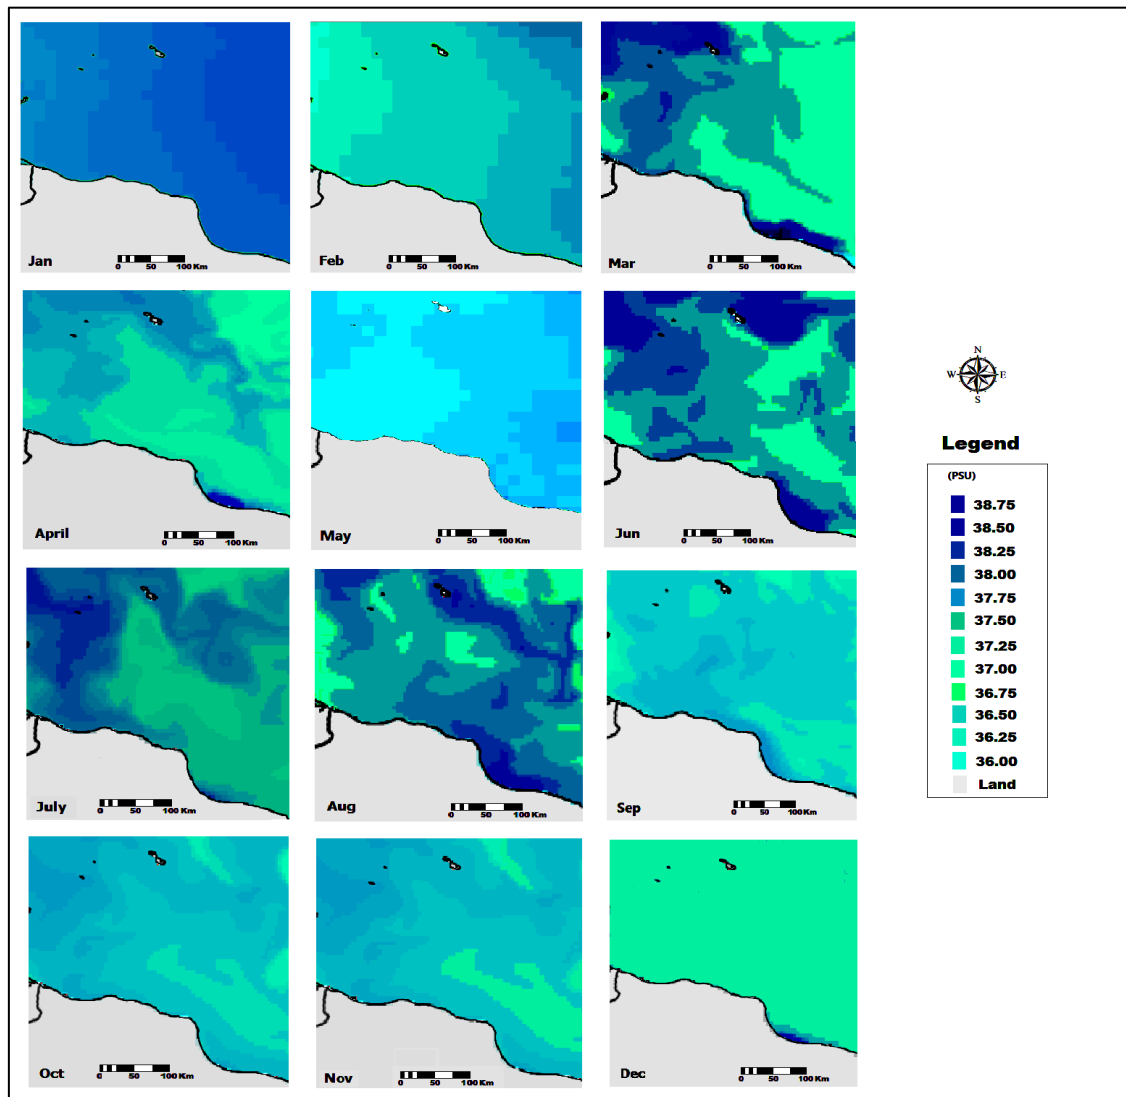 Jan
0 50 100 Km
Feb
0 50 100 Km
Mar
0 50 100 Km
April
0 50 100 Km
May
0 50 100 Km
Jun
0 50 100 Km
July
0 50 100 Km
Aug
0 50 100 Km
Sep
0 50 100 Km
Oct
0 50 100 Km
Nov
0 50 100 Km
Dec
0 50 100 Km
N
W E
S
Legend
(PSU)
38.75
38.50
38.25
38.00
37.75
37.50
37.25
37.00
36.75
36.50
36.25
36.00
Land